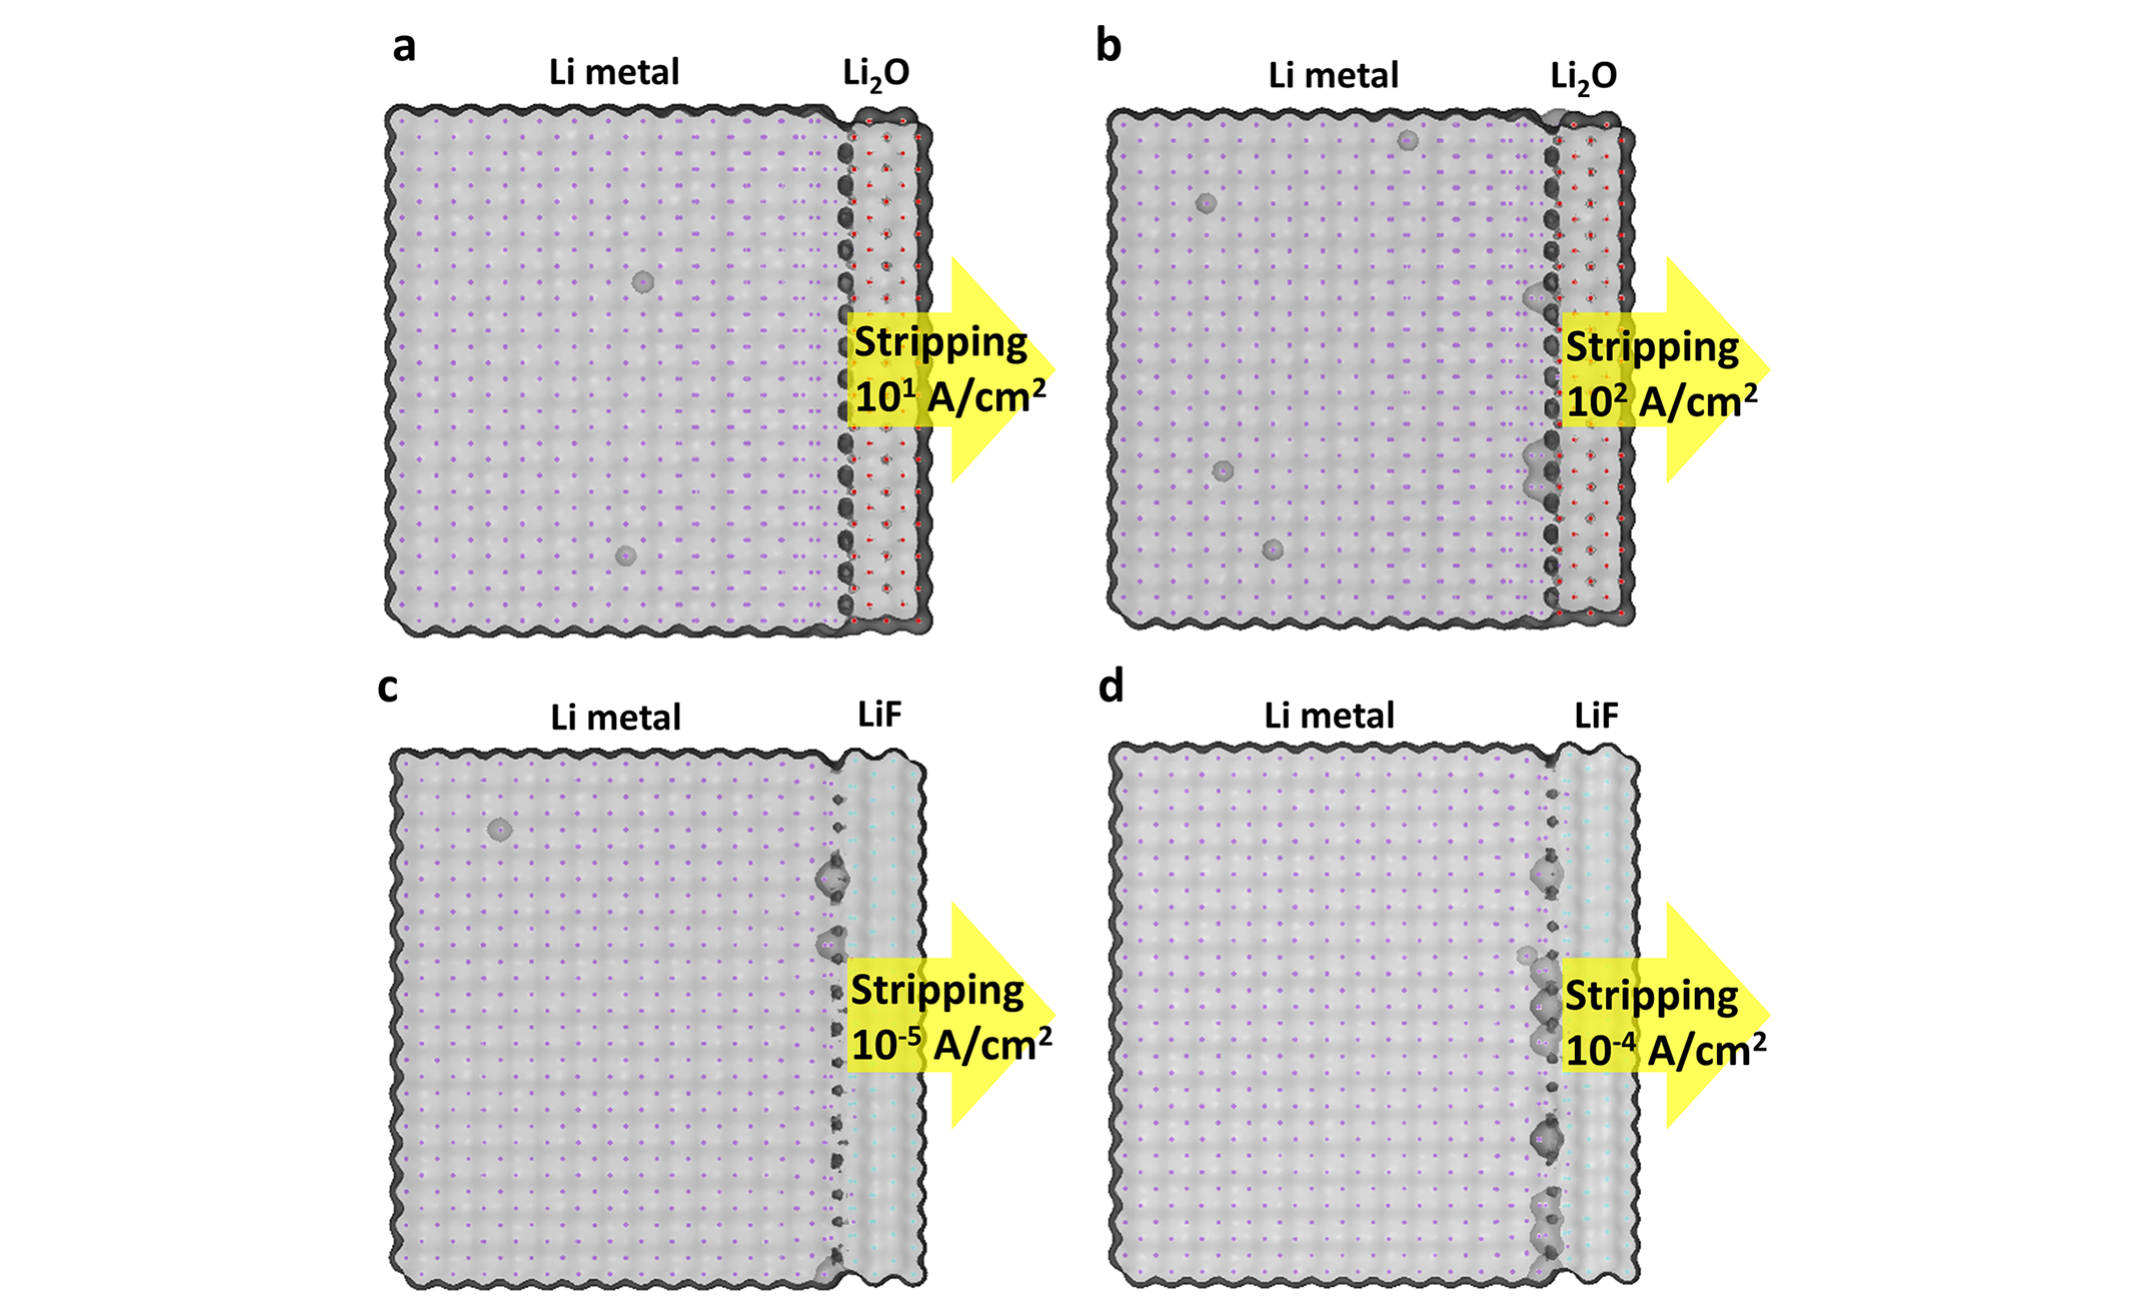 a
Li metal
Li₂O
Stripping
10¹ A/cm²
b
Li metal
Li₂O
Stripping
10² A/cm²
c
Li metal
LiF
Stripping
10⁻⁵ A/cm²
d
Li metal
LiF
Stripping
10⁻⁴ A/cm²